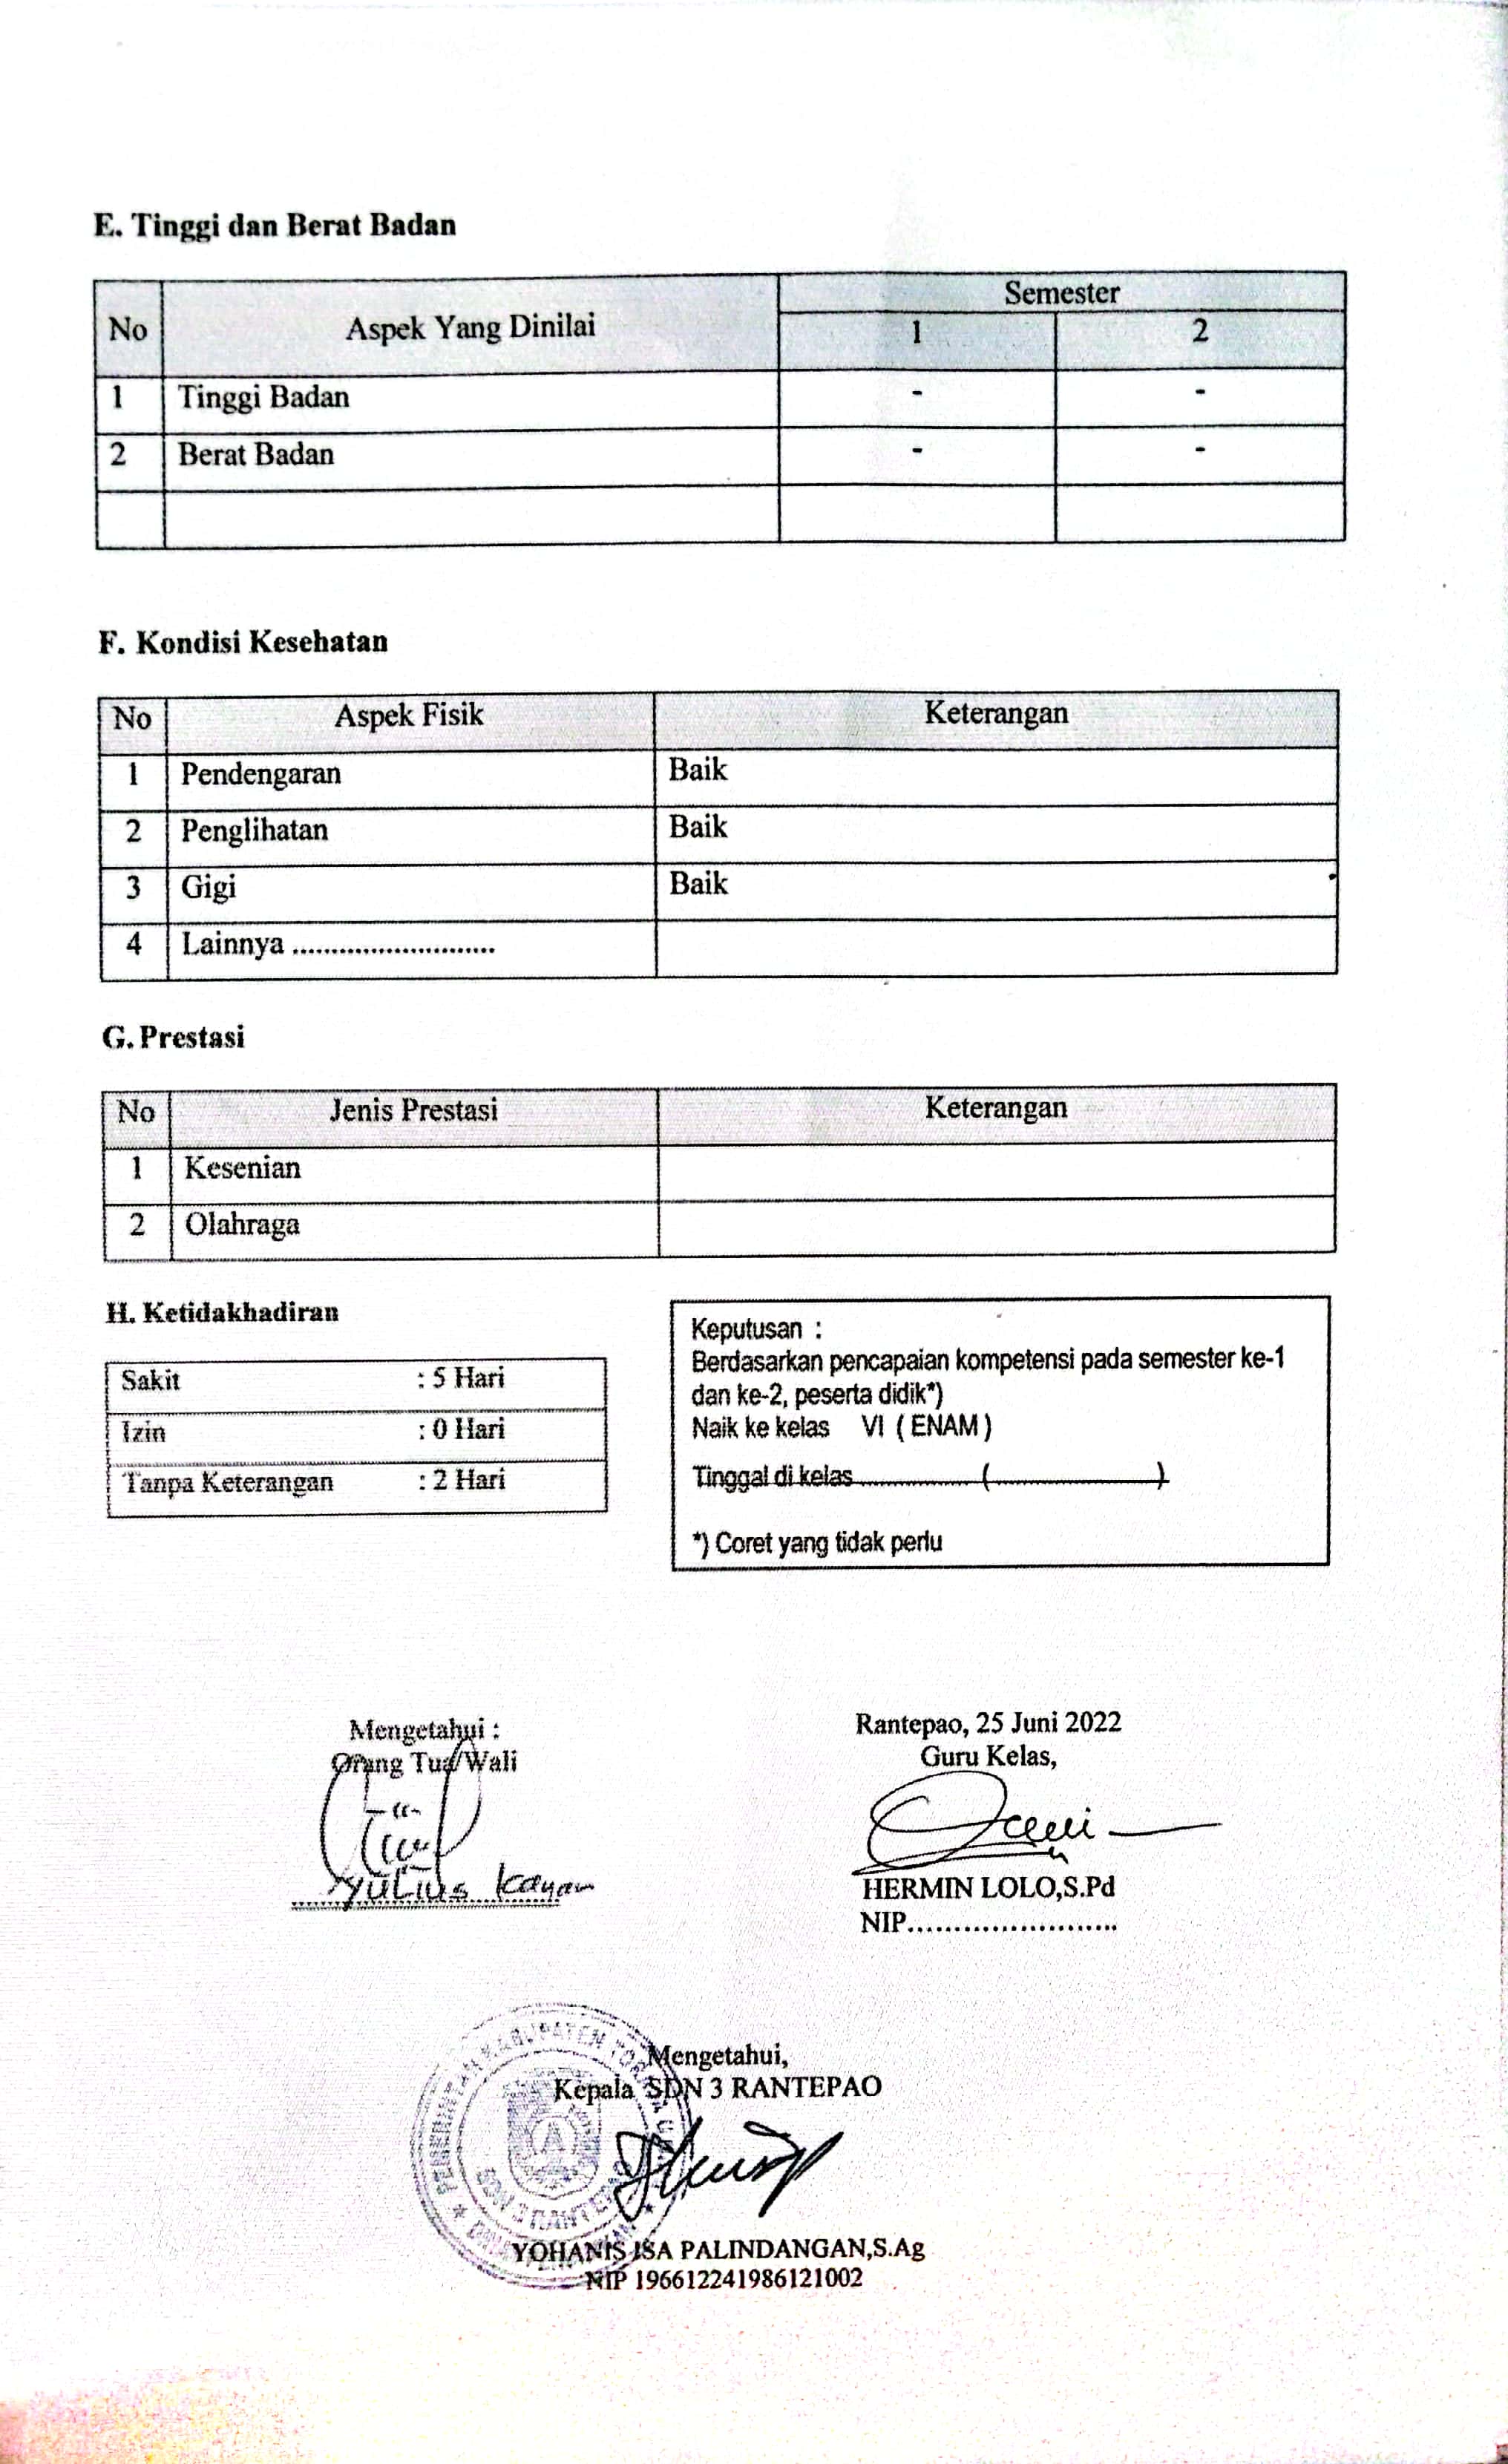 E. Tinggi dan Berat Badan
No Aspek Yang Dinilai Semester
1 2
1 Tinggi Badan - -
2 Berat Badan - -
F. Kondisi Kesehatan
No Aspek Fisik Keterangan
1 Pendengaran Baik
2 Penglihatan Baik
3 Gigi Baik
4 Lainnya ..........................
G. Prestasi
No Jenis Prestasi Keterangan
1 Kesenian
2 Olahraga
H. Ketidakhadiran
Sakit : 5 Hari
Izin : 0 Hari
Tanpa Keterangan : 2 Hari
Keputusan :
Berdasarkan pencapaian kompetensi pada semester ke-1
dan ke-2, peserta didik*)
Naik ke kelas VI ( ENAM )
Tinggal di kelas.................... (..............................)
*) Coret yang tidak perlu
Mengetahui :
Orang Tua/Wali
Yulius
Rantepao, 25 Juni 2022
Guru Kelas,
HERMIN LOLO,S.Pd
NIP.......................
Mengetahui,
Kepala SDN 3 RANTEPAO
PEMERINTAH KABUPATEN TORAJA
SDN 3 RANTEPAO
YOHANIS ISA PALINDANGAN,S.Ag
NIP 196612241986121002